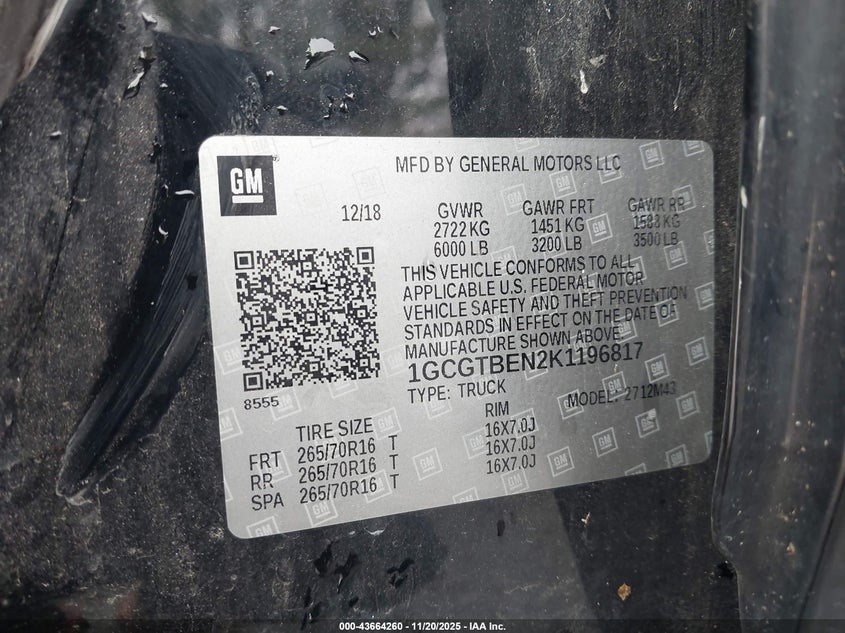 GM
MFD BY GENERAL MOTORS LLC
12/18
GVWR GAWR FRT GAWR RR
2722 KG 1451 KG 1588 KG
6000 LB 3200 LB 3500 LB
THIS VEHICLE CONFORMS TO ALL
APPLICABLE U.S. FEDERAL MOTOR
VEHICLE SAFETY AND THEFT PREVENTION
STANDARDS IN EFFECT ON THE DATE OF
MANUFACTURE SHOWN ABOVE.
1GCGTBEN2K1196817
8555
TYPE: TRUCK MODEL: 2712M43
TIRE SIZE RIM
FRT 265/70R16 T 16X7.0J
RR 265/70R16 T 16X7.0J
SPA 265/70R16 T 16X7.0J
000-43664260 - 11/20/2025 - IAA Inc.